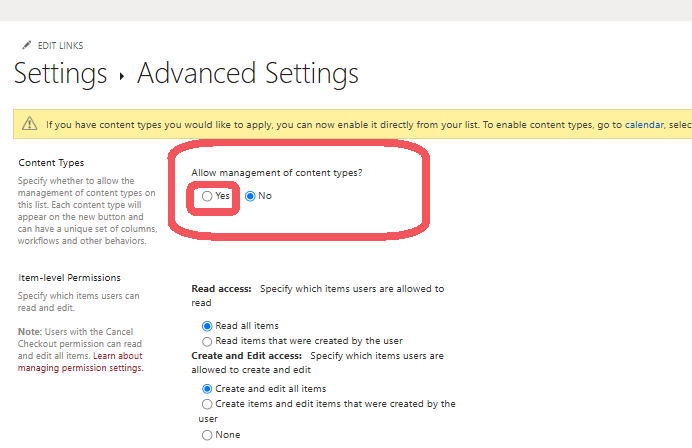 EDIT LINKS
Settings ▸ Advanced Settings
If you have content types you would like to apply, you can now enable it directly from your list. To enable content types, go to calendar, selec
Content Types
Specify whether to allow the
management of content types on
this list. Each content type will
appear on the new button and
can have a unique set of columns,
workflows and other behaviors.
Allow management of content types?
Yes No
Item-level Permissions
Specify which items users can
read and edit.
Note: Users with the Cancel
Checkout permission can read
and edit all items. Learn about
managing permission settings.
Read access: Specify which items users are allowed to
read
Read all items
Read items that were created by the user
Create and Edit access: Specify which items users are
allowed to create and edit
Create and edit all items
Create items and edit items that were created by the
user
None